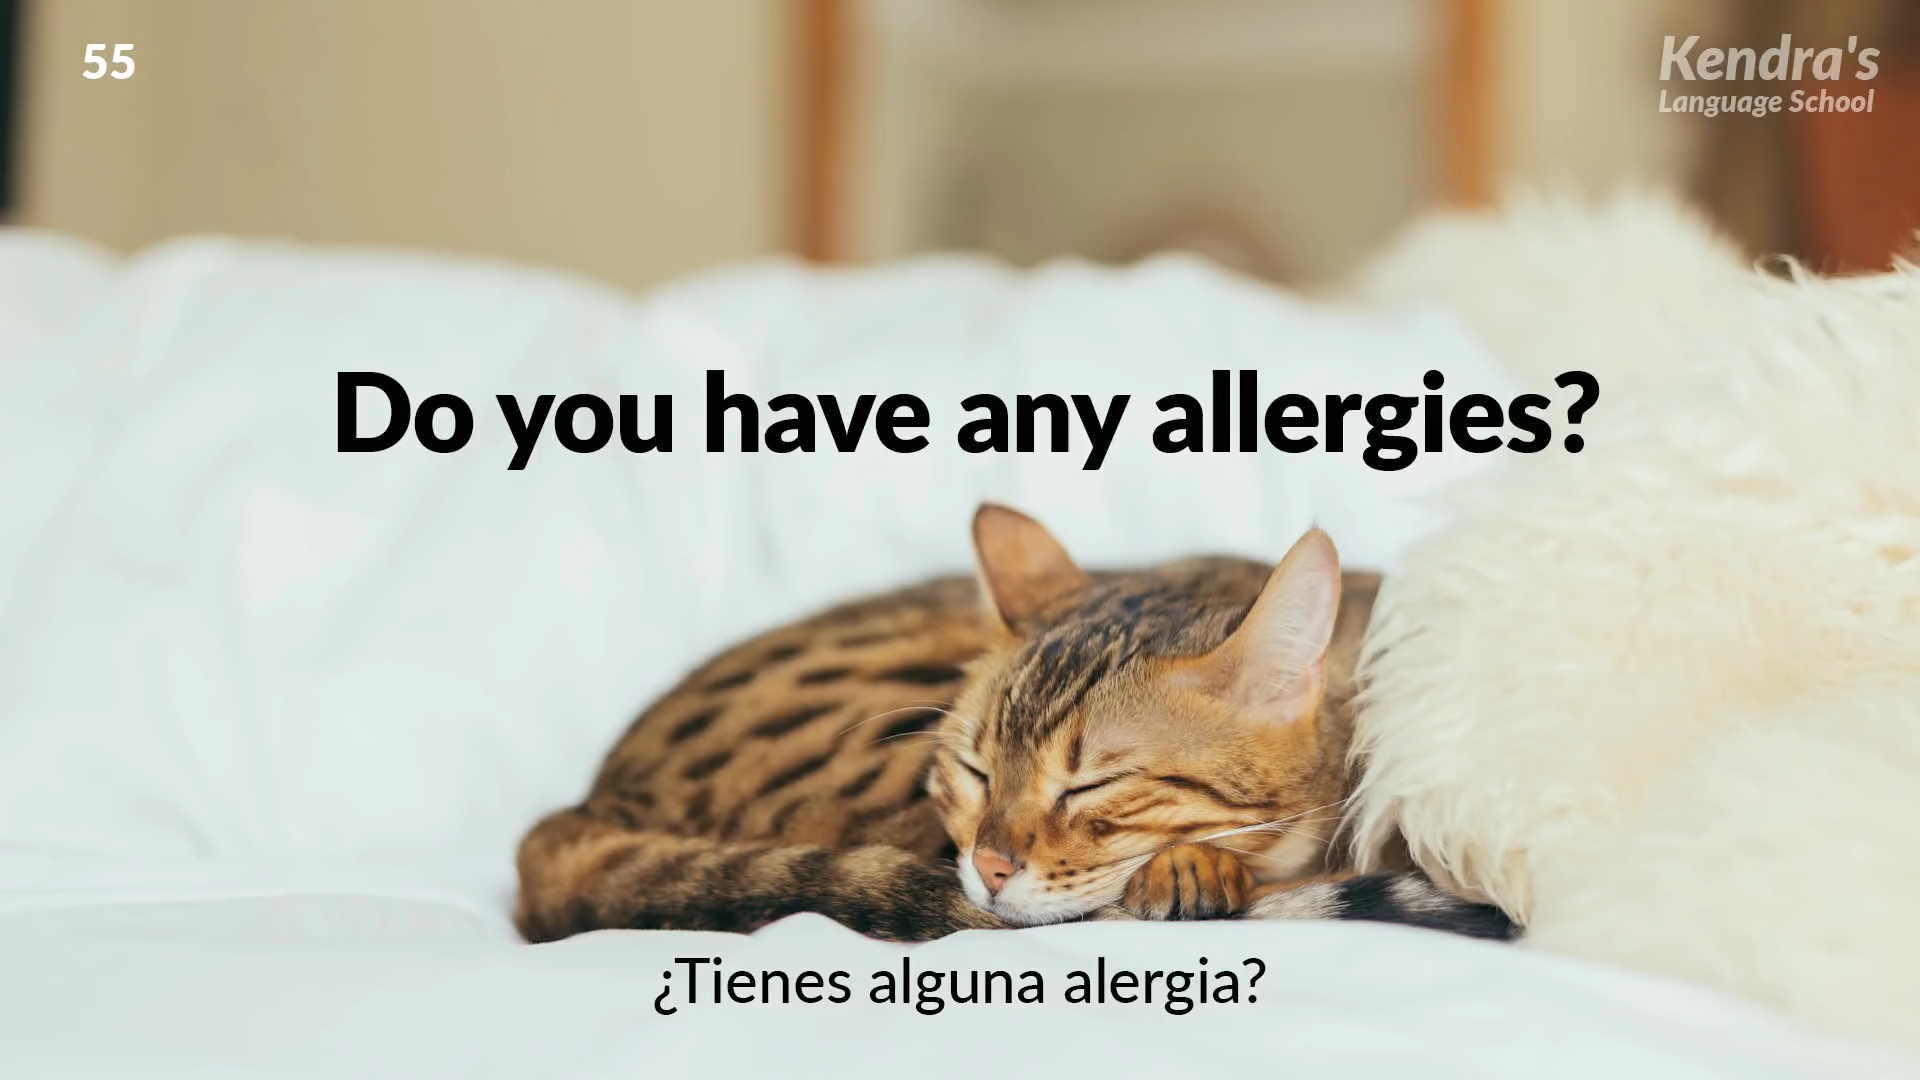 55
Kendra's
Language School
Do you have any allergies?
¿Tienes alguna alergia?